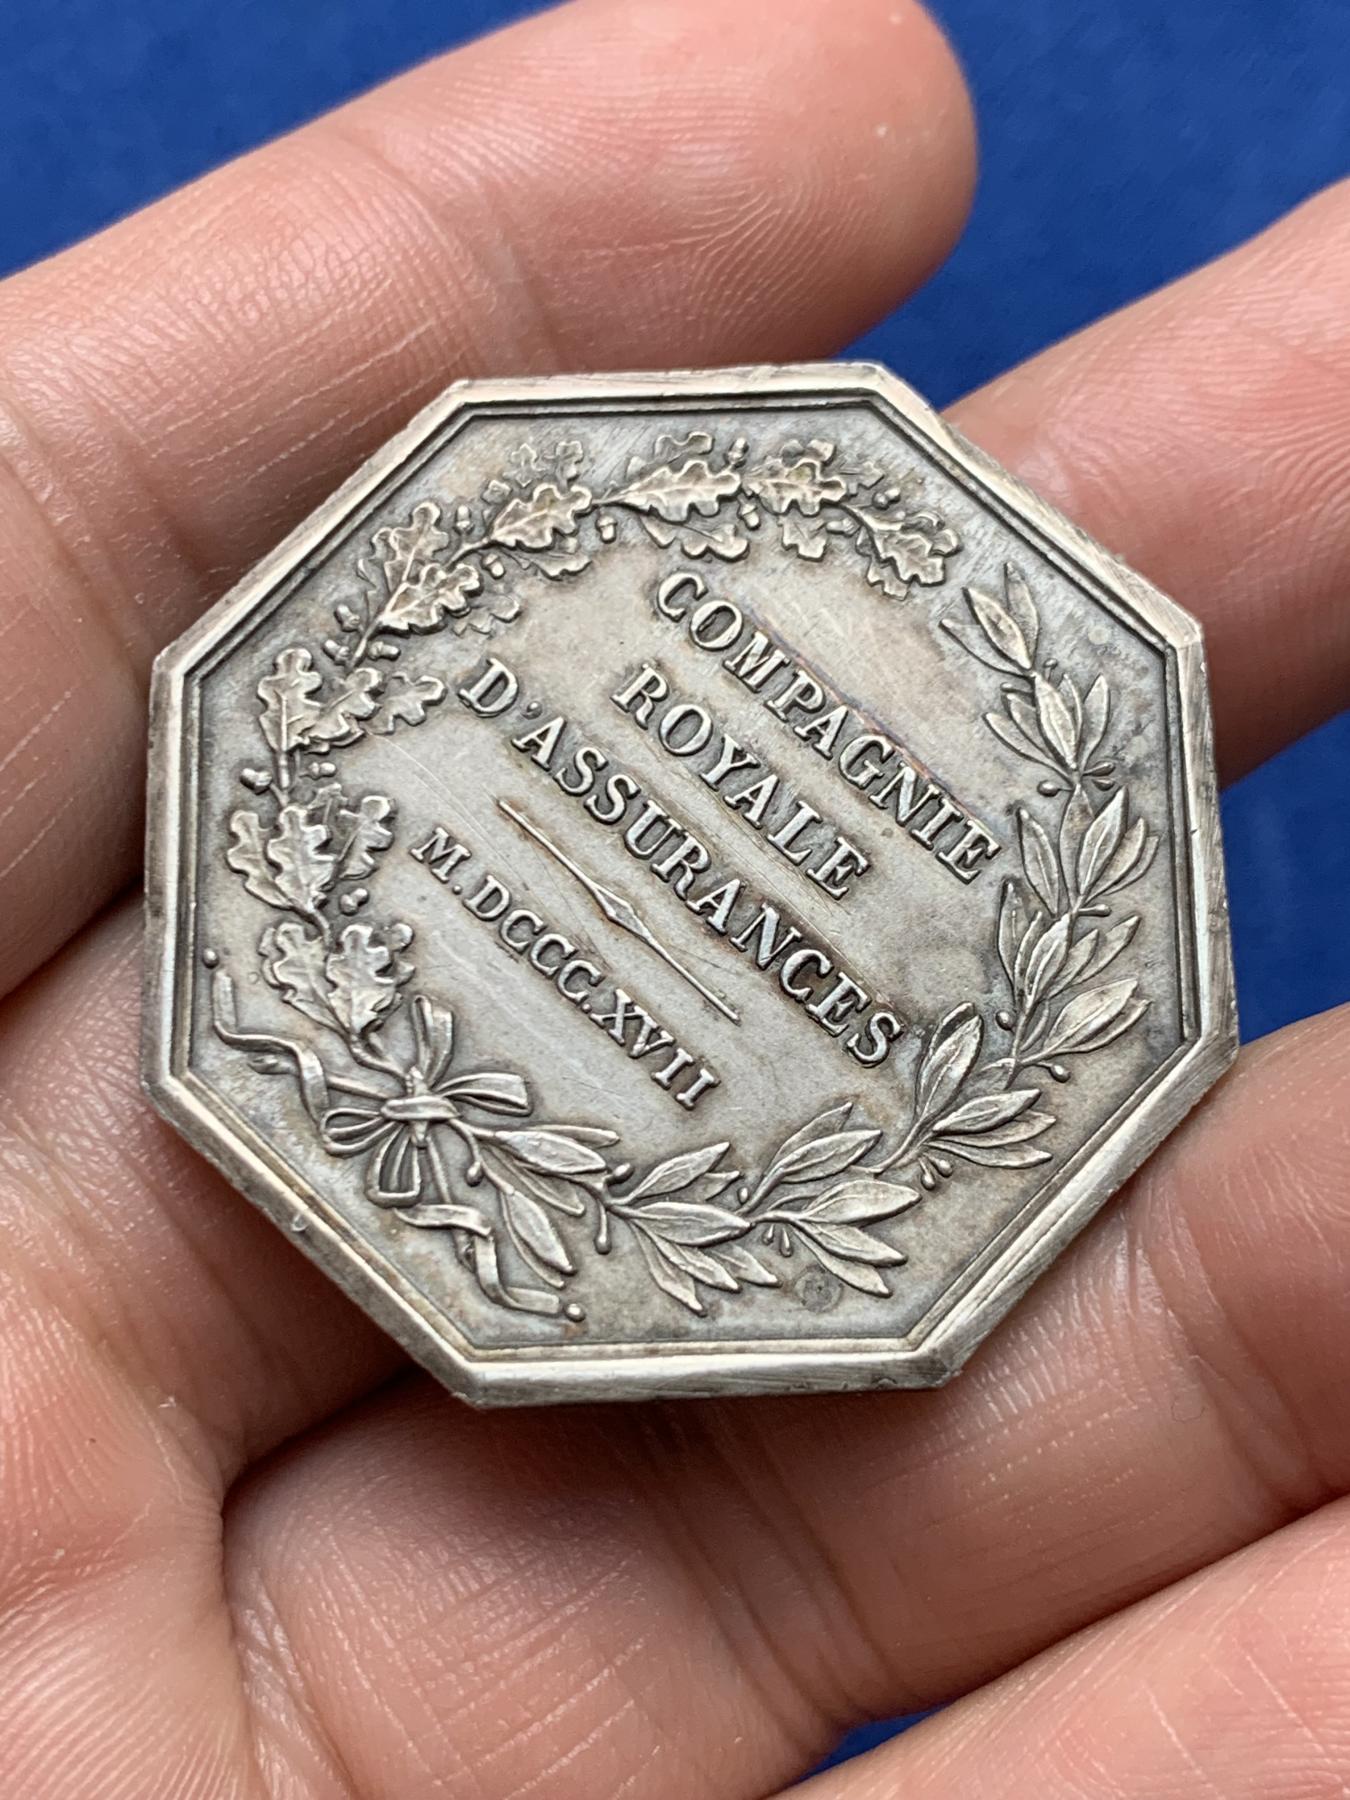 COMPAGNIE
ROYALE
D'ASSURANCES
M.DCCC.XVII